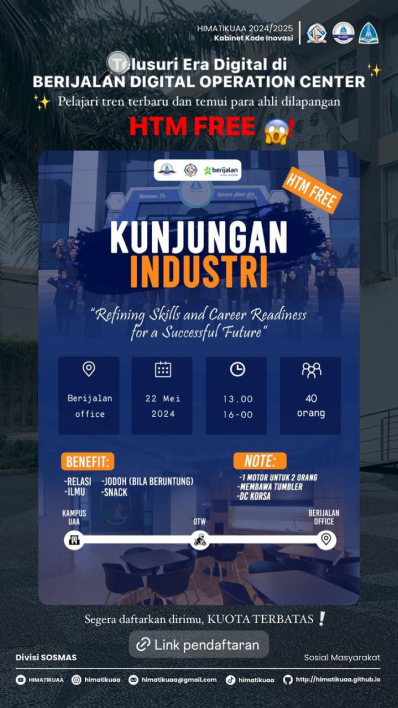 HIMATIKUAA 2024/2025
Kabinet Kode Inovasi
Telusuri Era Digital di
BERIJALAN DIGITAL OPERATION CENTER
Pelajari tren terbaru dan temui para ahli dilapangan
HTM FREE
berijalan
HTM FREE
KUNJUNGAN
INDUSTRI
"Refining Skills and Career Readiness
for a Successful Future"
Berijalan
office
22 Mei
2024
13.00
16-00
40
orang
BENEFIT:
-RELASI
-ILMU
-JODOH (BILA BERUNTUNG)
-SNACK
NOTE:
-1 MOTOR UNTUK 2 ORANG
-MEMBAWA TUMBLER
-DC KORSA
KAMPUS
UAA
OTW
BERIJALAN
OFFICE
Segera daftarkan dirimu, KUOTA TERBATAS !
Link pendaftaran
Divisi SOSMAS
Sosial Masyarakat
HIMATIKUAA
himatikuaa
himatikuaa@gmail.com
himatikuaa
http://himatikuaa.github.io